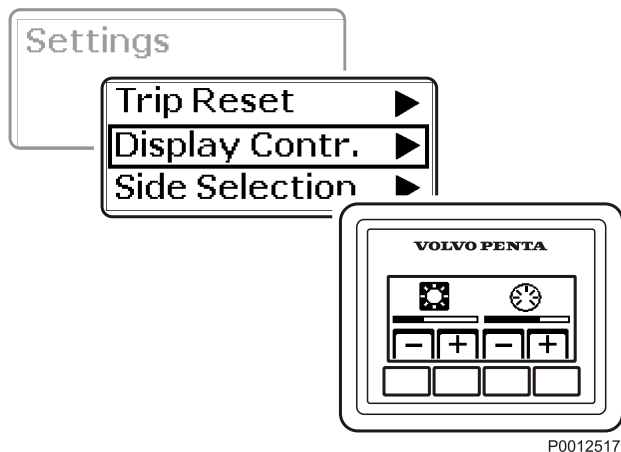 Settings
Trip Reset
Display Contr.
Side Selection
VOLVO PENTA
− + − +
P0012517